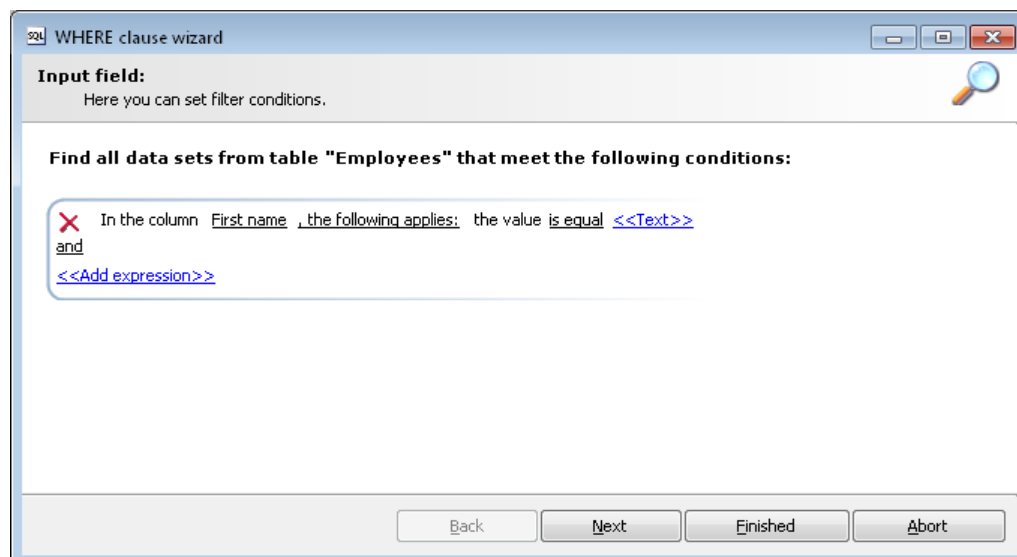 SQL WHERE clause wizard
Input field:
Here you can set filter conditions.
Find all data sets from table "Employees" that meet the following conditions:
In the column First name , the following applies: the value is equal <<Text>>
and
<<Add expression>>
Back Next Finished Abort